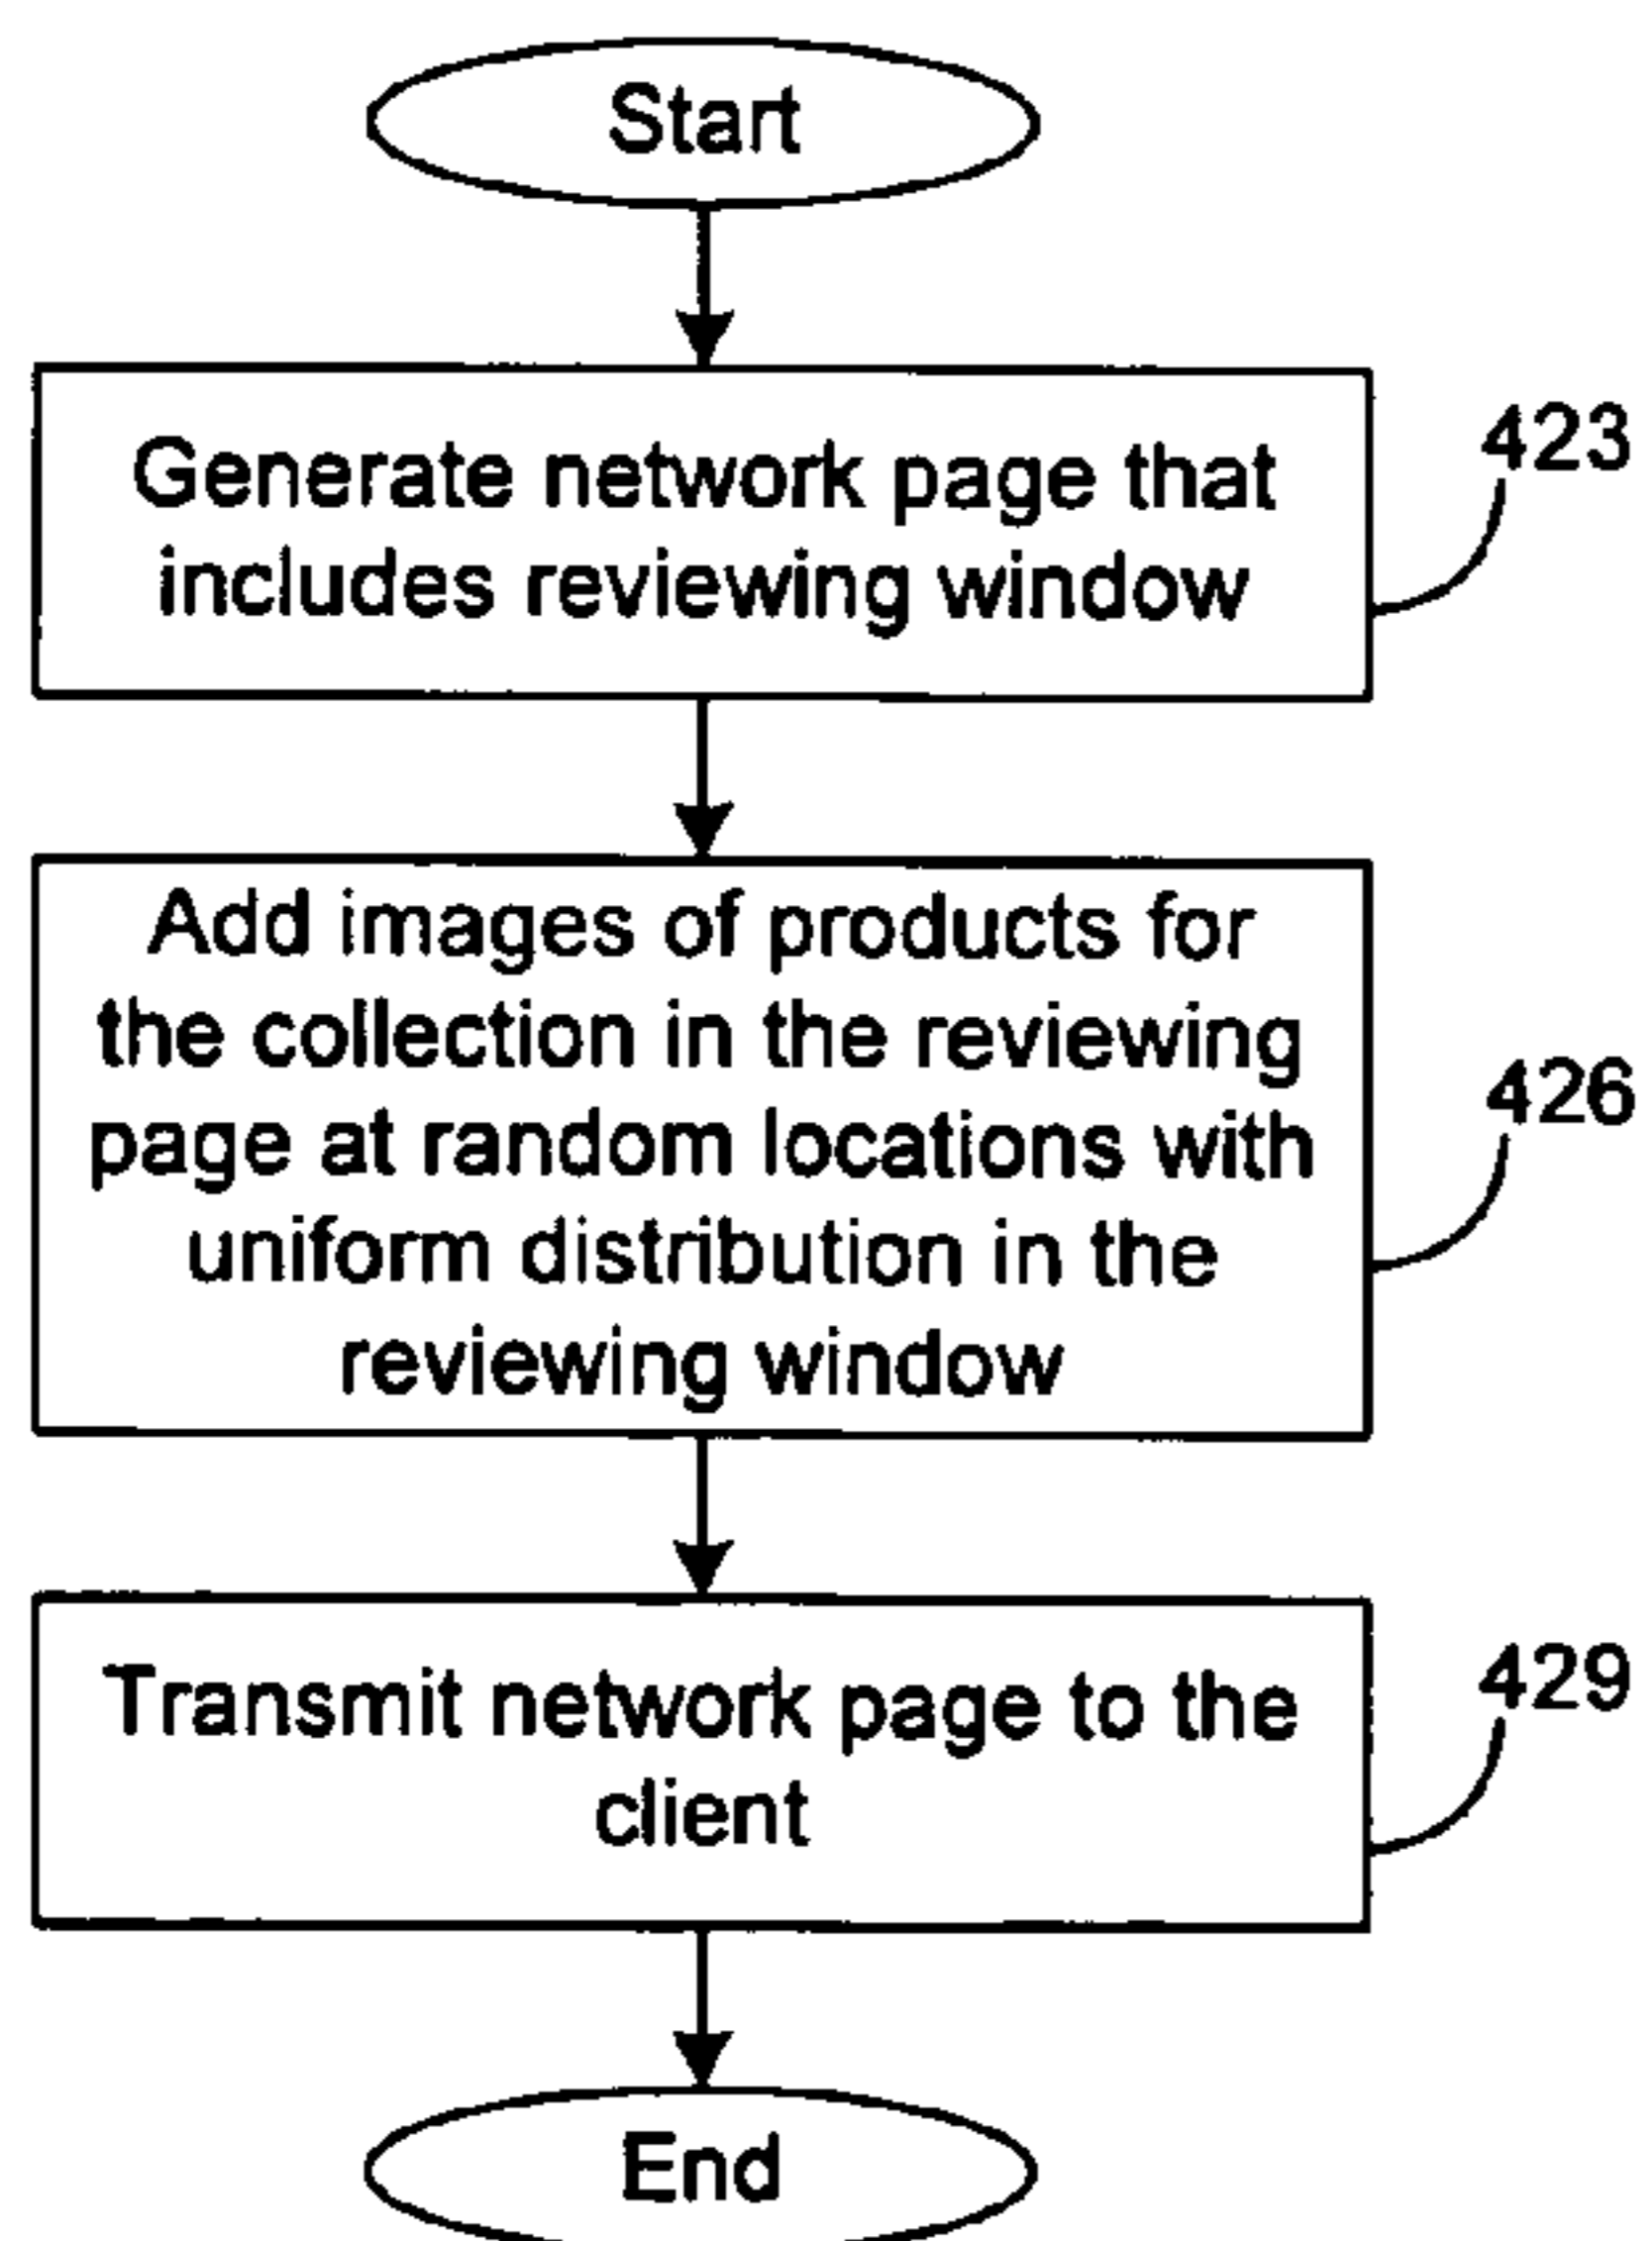 Start
Generate network page that
includes reviewing window
423
Add images of products for
the collection in the reviewing
page at random locations with
uniform distribution in the
reviewing window
426
Transmit network page to the
client
429
End